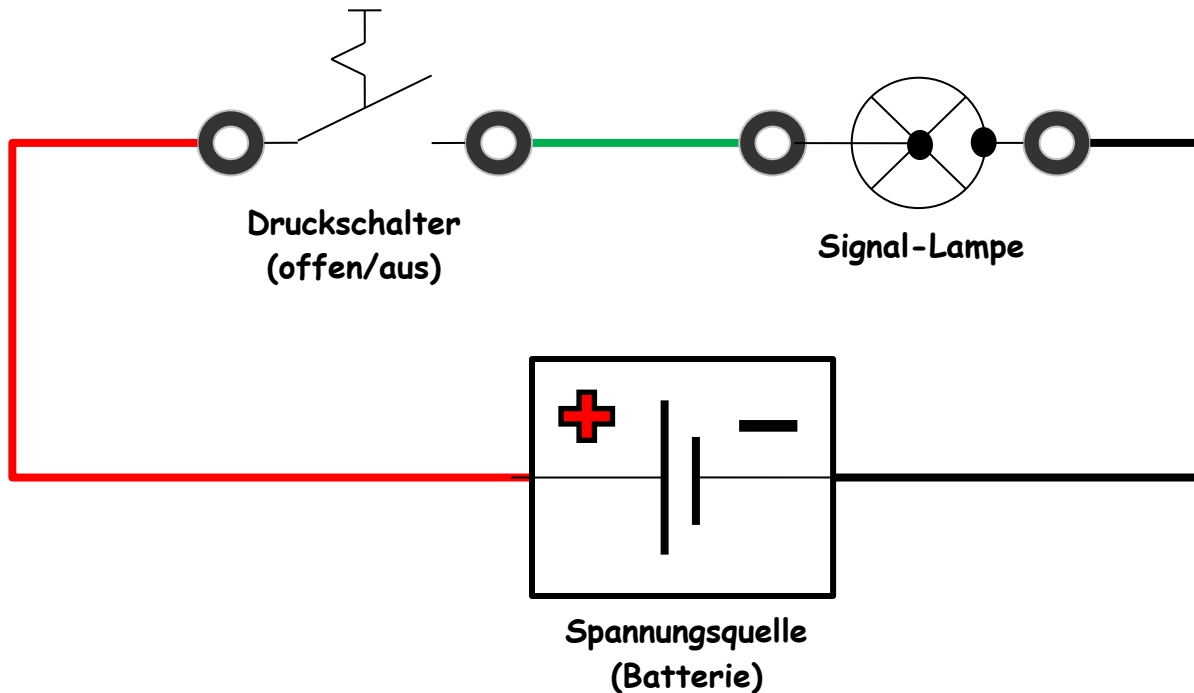 Druckschalter
(offen/aus)
Signal-Lampe
Spannungsquelle
(Batterie)